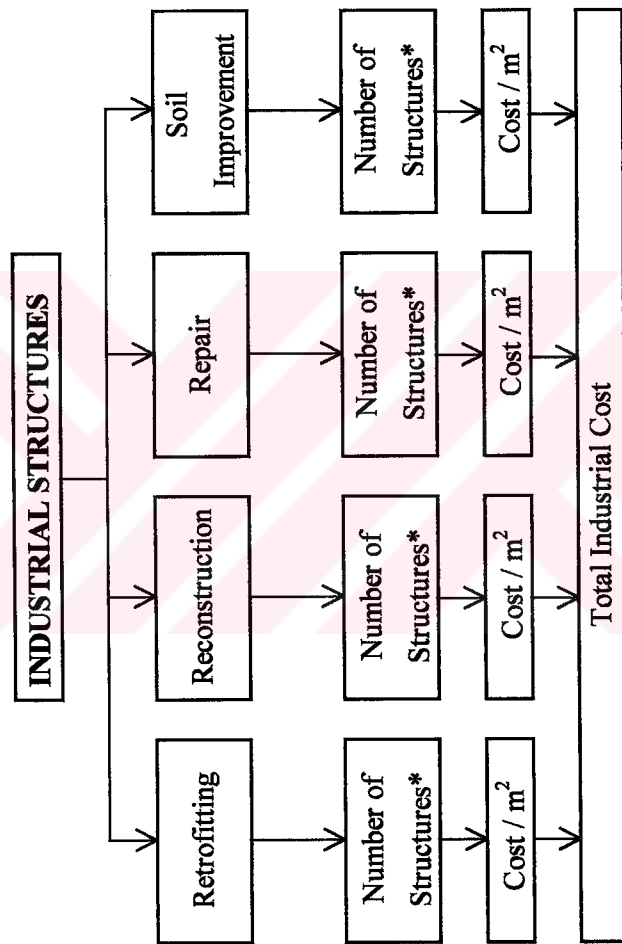 INDUSTRIAL STRUCTURES
Retrofitting
Reconstruction
Repair
Soil
Improvement
Number of
Structures*
Number of
Structures*
Number of
Structures*
Number of
Structures*
Cost / m²
Cost / m²
Cost / m²
Cost / m²
Total Industrial Cost